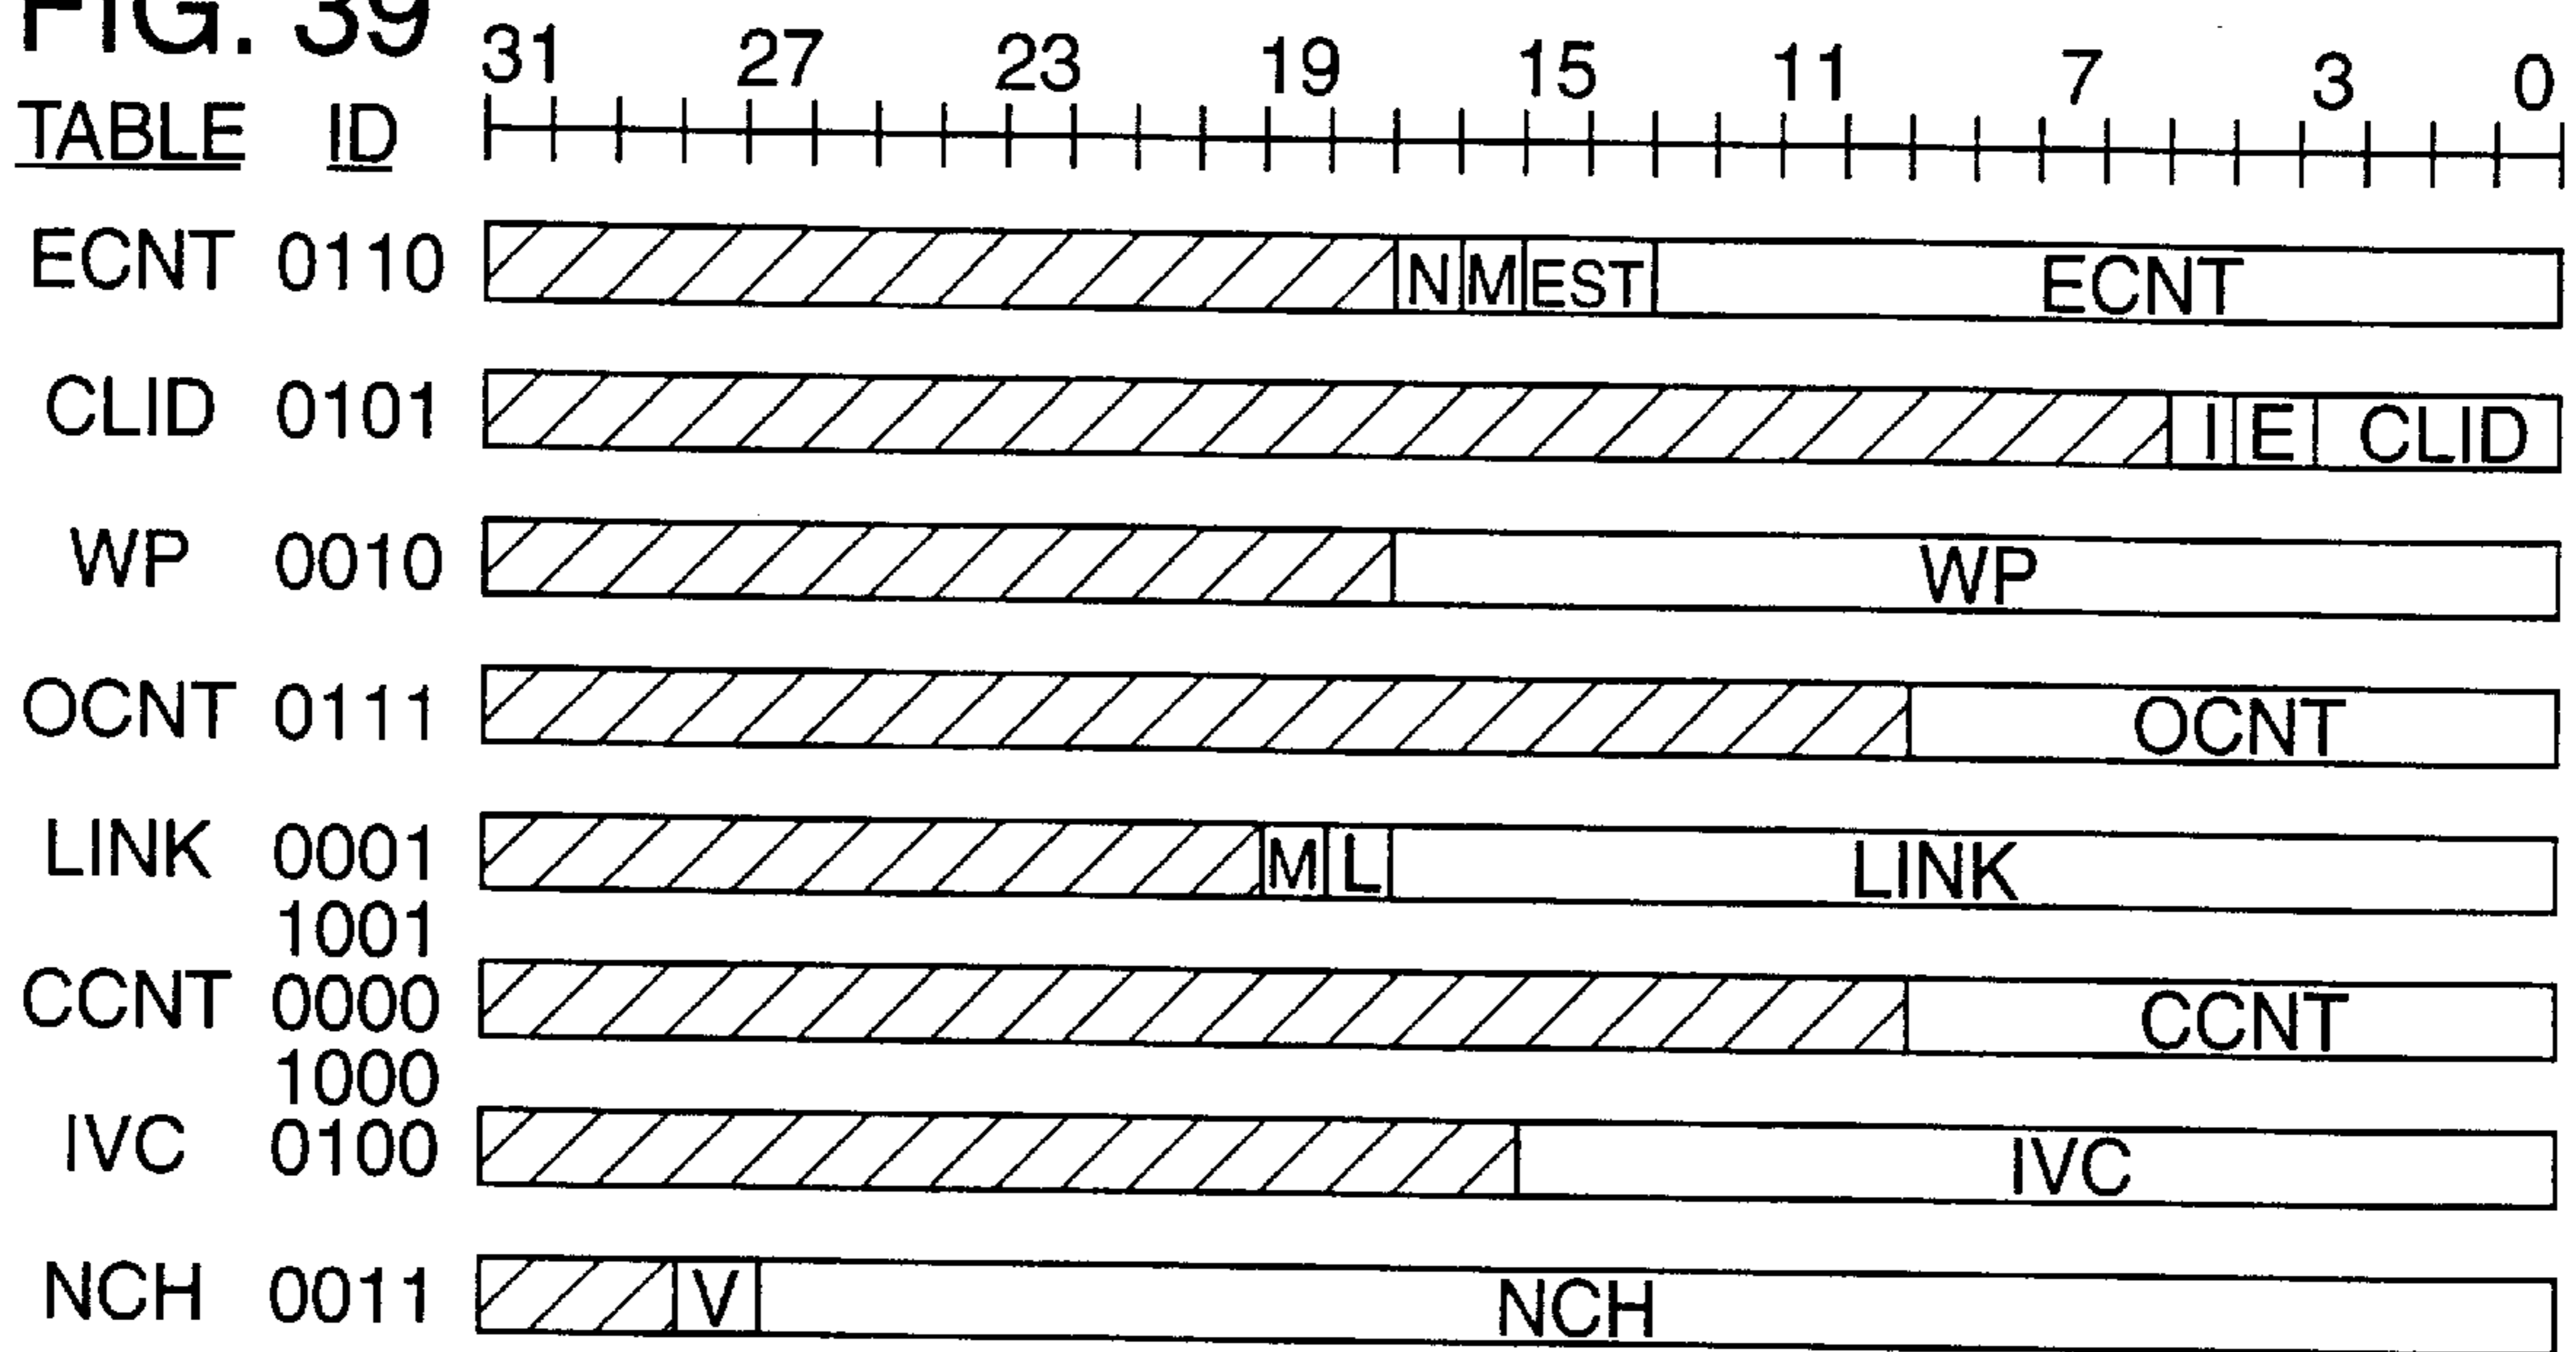 FIG. 39
31 27 23 19 15 11 7 3 0
TABLE ID
ECNT 0110 N M EST ECNT
CLID 0101 I E CLID
WP 0010 WP
OCNT 0111 OCNT
LINK 0001 M L LINK
1001
CCNT 0000 CCNT
1000
IVC 0100 IVC
NCH 0011 V NCH